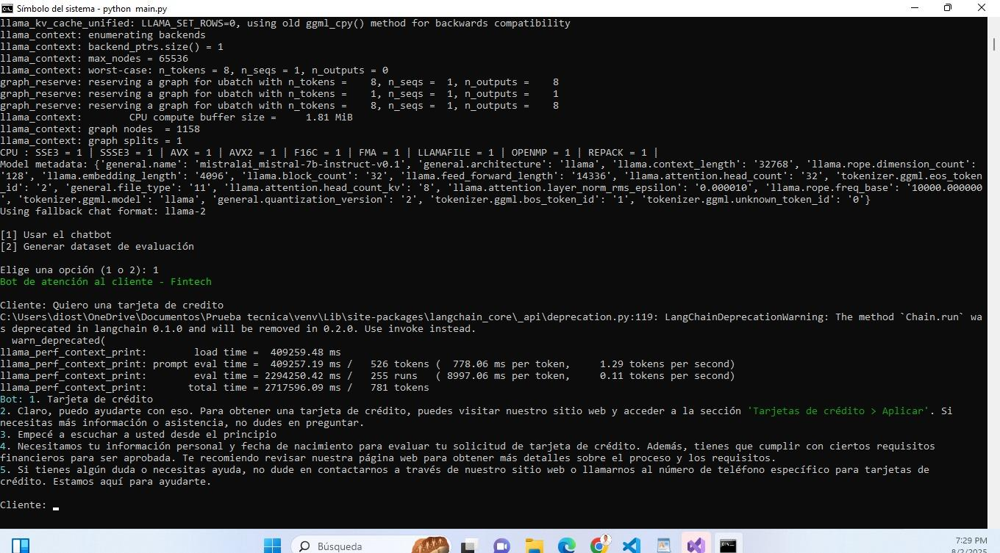 Símbolo del sistema - python  main.py
llama_kv_cache_unified: LLAMA_SET_ROWS=0, using old ggml_cpy() method for backwards compatibility
llama_context: enumerating backends
llama_context: backend_ptrs.size() = 1
llama_context: max_nodes = 65536
llama_context: worst-case: n_tokens = 8, n_seqs = 1, n_outputs = 0
graph_reserve: reserving a graph for ubatch with n_tokens =    8, n_seqs =  1, n_outputs =    8
graph_reserve: reserving a graph for ubatch with n_tokens =    1, n_seqs =  1, n_outputs =    1
graph_reserve: reserving a graph for ubatch with n_tokens =    8, n_seqs =  1, n_outputs =    8
llama_context:        CPU compute buffer size =     1.81 MiB
llama_context: graph nodes  = 1158
llama_context: graph splits = 1
CPU : SSE3 = 1 | SSSE3 = 1 | AVX = 1 | AVX2 = 1 | F16C = 1 | FMA = 1 | LLAMAFILE = 1 | OPENMP = 1 | REPACK = 1 |
Model metadata: {'general.name': 'mistralai_mistral-7b-instruct-v0.1', 'general.architecture': 'llama', 'llama.context_length': '32768', 'llama.rope.dimension_count':
'128', 'llama.embedding_length': '4096', 'llama.block_count': '32', 'llama.feed_forward_length': '14336', 'llama.attention.head_count': '32', 'tokenizer.ggml.eos_token
_id': '2', 'general.file_type': '11', 'llama.attention.head_count_kv': '8', 'llama.attention.layer_norm_rms_epsilon': '0.000010', 'llama.rope.freq_base': '10000.000000
', 'tokenizer.ggml.model': 'llama', 'general.quantization_version': '2', 'tokenizer.ggml.bos_token_id': '1', 'tokenizer.ggml.unknown_token_id': '0'}
Using fallback chat format: llama-2
[1] Usar el chatbot
[2] Generar dataset de evaluación
Elige una opción (1 o 2): 1
Bot de atención al cliente - Fintech
Cliente: Quiero una tarjeta de credito
C:\Users\diost\OneDrive\Documentos\Prueba tecnica\venv\Lib\site-packages\langchain_core\_api\deprecation.py:119: LangChainDeprecationWarning: The method `Chain.run` wa
s deprecated in langchain 0.1.0 and will be removed in 0.2.0. Use invoke instead.
  warn_deprecated(
llama_perf_context_print:        load time =  409259.48 ms
llama_perf_context_print: prompt eval time =  409257.19 ms /   526 tokens (  778.06 ms per token,     1.29 tokens per second)
llama_perf_context_print:        eval time = 2294250.42 ms /   255 runs   ( 8997.06 ms per token,     0.11 tokens per second)
llama_perf_context_print:       total time = 2717596.09 ms /   781 tokens
Bot: 1. Tarjeta de crédito
2. Claro, puedo ayudarte con eso. Para obtener una tarjeta de crédito, puedes visitar nuestro sitio web y acceder a la sección 'Tarjetas de crédito > Aplicar'. Si
necesitas más información o asistencia, no dudes en preguntar.
3. Empecé a escuchar a usted desde el principio
4. Necesitamos tu información personal y fecha de nacimiento para evaluar tu solicitud de tarjeta de crédito. Además, tienes que cumplir con ciertos requisitos
financieros para ser aprobada. Te recomiendo revisar nuestra página web para obtener más detalles sobre el proceso y los requisitos.
5. Si tienes algún duda o necesitas ayuda, no dude en contactarnos a través de nuestro sitio web o llamarnos al número de teléfono específico para tarjetas de
crédito. Estamos aquí para ayudarte.
Cliente:
Búsqueda
7:29 PM
8/2/2025